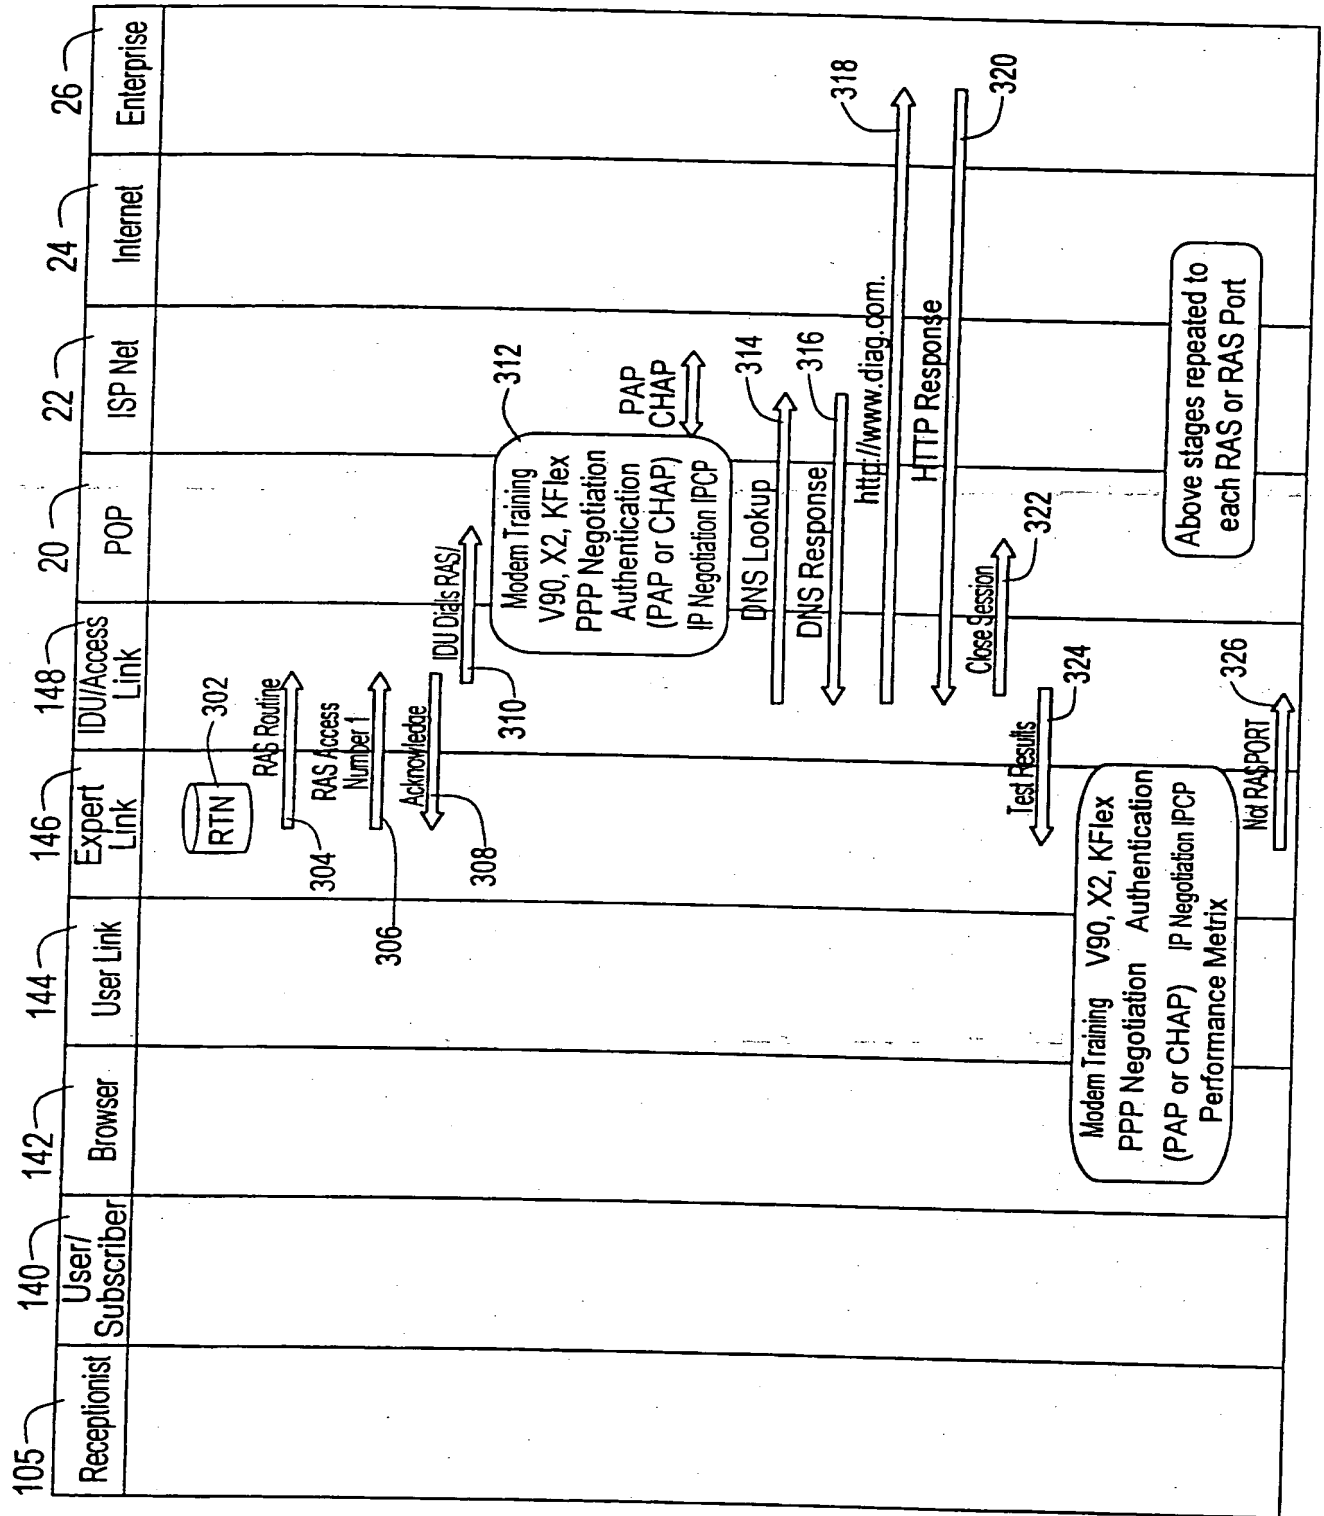 105
140
142
144
146
148
20
22
24
26
Receptionist
User/
Subscriber
Browser
User Link
Expert
Link
IDU/Access
Link
POP
ISP Net
Internet
Enterprise
302
RTN
RAS Routine
304
RAS Access
Number 1
306
Acknowledge
308
IDU Dials RAS/
310
312
Modem Training
V90, X2, KFlex
PPP Negotiation
Authentication
(PAP or CHAP)
IP Negotiation IPCP
PAP
CHAP
DNS Lookup
314
DNS Response
316
http://www.diag.com.
318
HTTP Response
320
Close Session
322
Test Results
324
Modem Training V90, X2, KFlex
PPP Negotiation Authentication
(PAP or CHAP) IP Negotiation IPCP
Performance Metrix
Above stages repeated to
each RAS or RAS Port
Not RASPORT
326